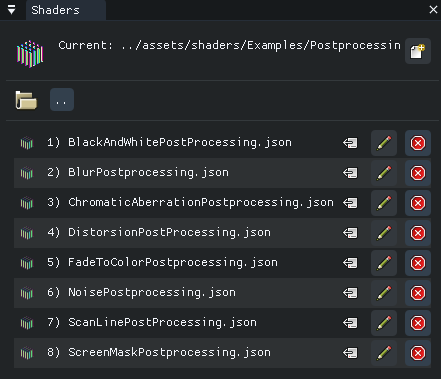 Shaders
Current: ../assets/shaders/Examples/Postprocessin
..
1) BlackAndWhitePostProcessing.json
2) BlurPostprocessing.json
3) ChromaticAberrationPostprocessing.json
4) DistorsionPostProcessing.json
5) FadeToColorPostprocessing.json
6) NoisePostprocessing.json
7) ScanLinePostProcessing.json
8) ScreenMaskPostprocessing.json